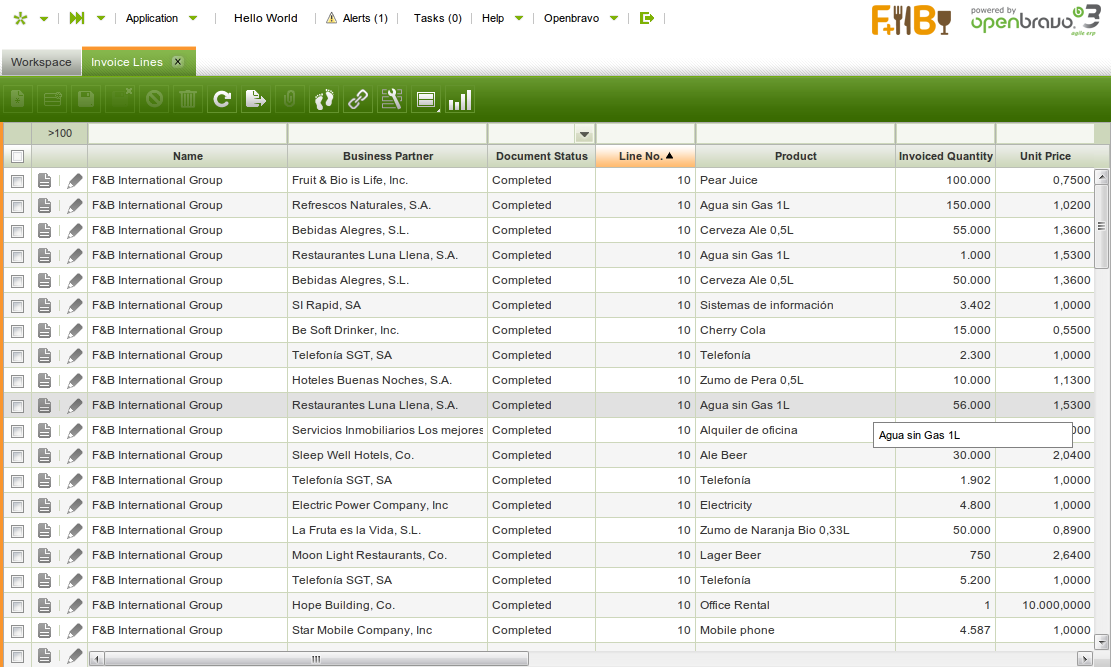 Application Hello World Alerts (1) Tasks (0) Help Openbravo F&B powered by openbravo 3 agile erp
Workspace Invoice Lines
>100
Name Business Partner Document Status Line No. Product Invoiced Quantity Unit Price
F&B International Group Fruit & Bio is Life, Inc. Completed 10 Pear Juice 100.000 0,7500
F&B International Group Refrescos Naturales, S.A. Completed 10 Agua sin Gas 1L 150.000 1,0200
F&B International Group Bebidas Alegres, S.L. Completed 10 Cerveza Ale 0,5L 55.000 1,3600
F&B International Group Restaurantes Luna Llena, S.A. Completed 10 Agua sin Gas 1L 1.000 1,5300
F&B International Group Bebidas Alegres, S.L. Completed 10 Cerveza Ale 0,5L 50.000 1,3600
F&B International Group SI Rapid, SA Completed 10 Sistemas de información 3.402 1,0000
F&B International Group Be Soft Drinker, Inc. Completed 10 Cherry Cola 15.000 0,5500
F&B International Group Telefonía SGT, SA Completed 10 Telefonía 2.300 1,0000
F&B International Group Hoteles Buenas Noches, S.A. Completed 10 Zumo de Pera 0,5L 10.000 1,1300
F&B International Group Restaurantes Luna Llena, S.A. Completed 10 Agua sin Gas 1L 56.000 1,5300
F&B International Group Servicios Inmobiliarios Los mejores Completed 10 Alquiler de oficina Agua sin Gas 1L 000
F&B International Group Sleep Well Hotels, Co. Completed 10 Ale Beer 30.000 2,0400
F&B International Group Telefonía SGT, SA Completed 10 Telefonía 1.902 1,0000
F&B International Group Electric Power Company, Inc Completed 10 Electricity 4.800 1,0000
F&B International Group La Fruta es la Vida, S.L. Completed 10 Zumo de Naranja Bio 0,33L 50.000 0,8900
F&B International Group Moon Light Restaurants, Co. Completed 10 Lager Beer 750 2,6400
F&B International Group Telefonía SGT, SA Completed 10 Telefonía 5.200 1,0000
F&B International Group Hope Building, Co. Completed 10 Office Rental 1 10.000,0000
F&B International Group Star Mobile Company, Inc Completed 10 Mobile phone 4.587 1,0000